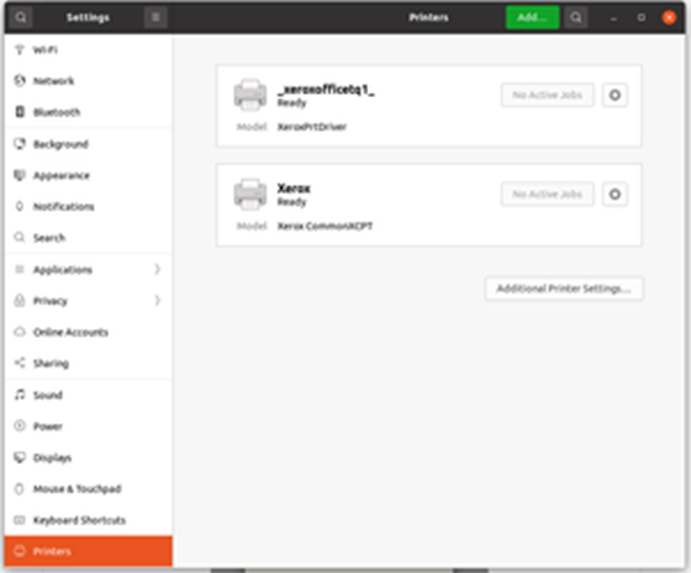 Settings
Printers
Add...
Wi-Fi
Network
Bluetooth
Background
Appearance
Notifications
Search
Applications
Privacy
Online Accounts
Sharing
Sound
Power
Displays
Mouse & Touchpad
Keyboard Shortcuts
Printers
_xeroxofficetq1_
Ready
No Active Jobs
Model XeroxPrtDriver
Xerox
Ready
No Active Jobs
Model Xerox CommonXCPT
Additional Printer Settings...